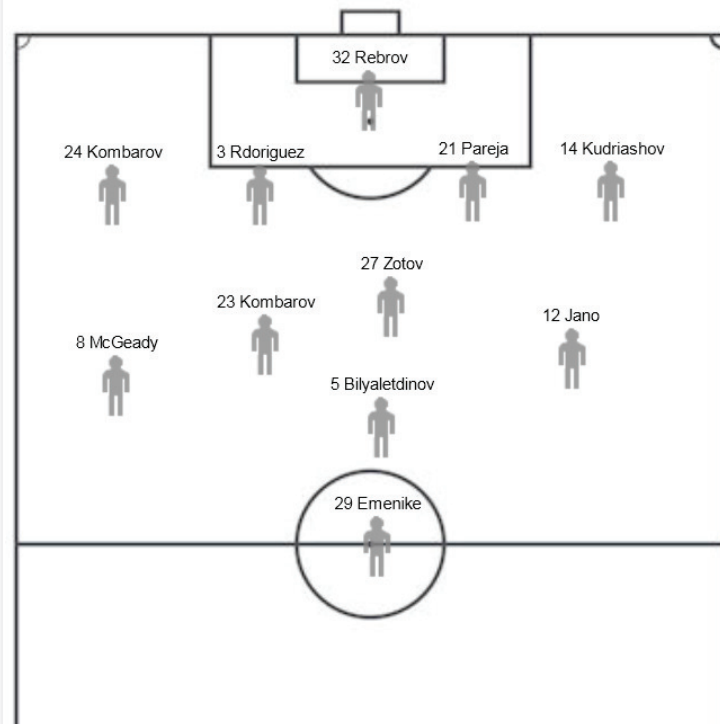 32 Rebrov
24 Kombarov
3 Rdoriguez
21 Pareja
14 Kudriashov
27 Zotov
23 Kombarov
12 Jano
8 McGeady
5 Bilyaletdinov
29 Emenike